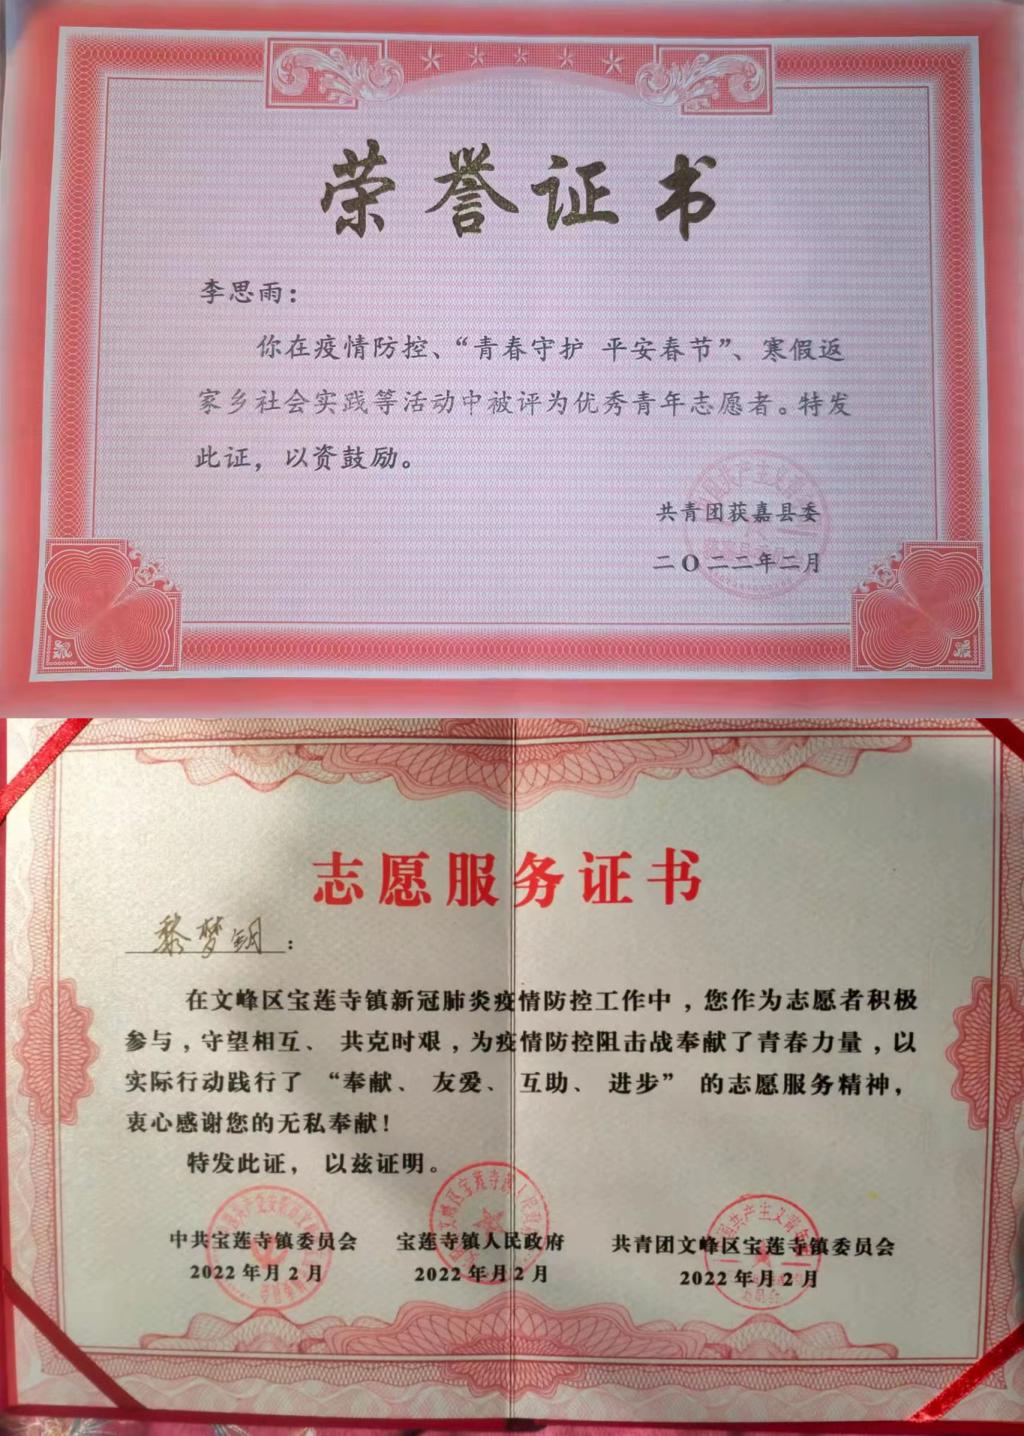 荣誉证书
李思雨：
你在疫情防控、“青春守护 平安春节”、寒假返
家乡社会实践等活动中被评为优秀青年志愿者。特发
此证，以资鼓励。
共青团获嘉县委
二〇二二年二月
志愿服务证书
黎梦钥：
在文峰区宝莲寺镇新冠肺炎疫情防控工作中，您作为志愿者积极
参与，守望相互、 共克时艰，为疫情防控阻击战奉献了青春力量，以
实际行动践行了 “奉献、 友爱、 互助、 进步” 的志愿服务精神，
衷心感谢您的无私奉献！
特发此证， 以兹证明。
中共宝莲寺镇委员会 宝莲寺镇人民政府 共青团文峰区宝莲寺镇委员会
2022年月2月 2022年月2月 2022年月2月